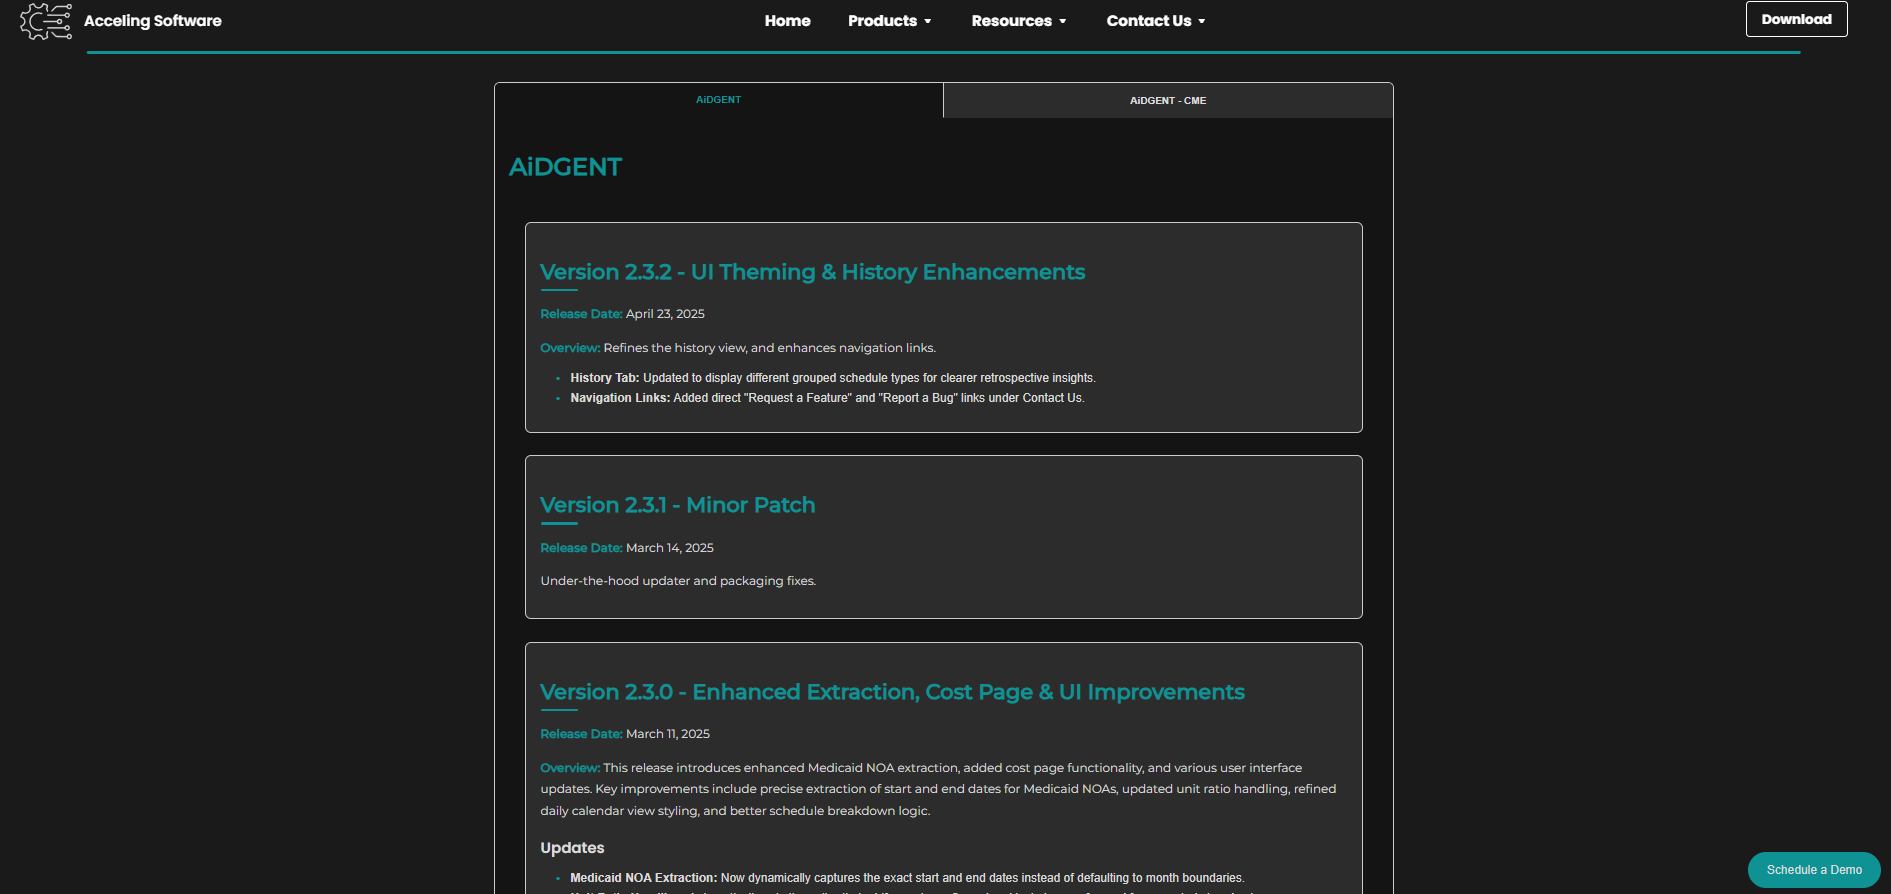 Acceling Software
Home
Products
Resources
Contact Us
Download
AiDGENT
AiDGENT - CME
AiDGENT
Version 2.3.2 - UI Theming & History Enhancements
Release Date: April 23, 2025
Overview: Refines the history view, and enhances navigation links.
• History Tab: Updated to display different grouped schedule types for clearer retrospective insights.
• Navigation Links: Added direct "Request a Feature" and "Report a Bug" links under Contact Us.
Version 2.3.1 - Minor Patch
Release Date: March 14, 2025
Under-the-hood updater and packaging fixes.
Version 2.3.0 - Enhanced Extraction, Cost Page & UI Improvements
Release Date: March 11, 2025
Overview: This release introduces enhanced Medicaid NOA extraction, added cost page functionality, and various user interface
updates. Key improvements include precise extraction of start and end dates for Medicaid NOAs, updated unit ratio handling, refined
daily calendar view styling, and better schedule breakdown logic.
Updates
• Medicaid NOA Extraction: Now dynamically captures the exact start and end dates instead of defaulting to month boundaries.
Schedule a Demo